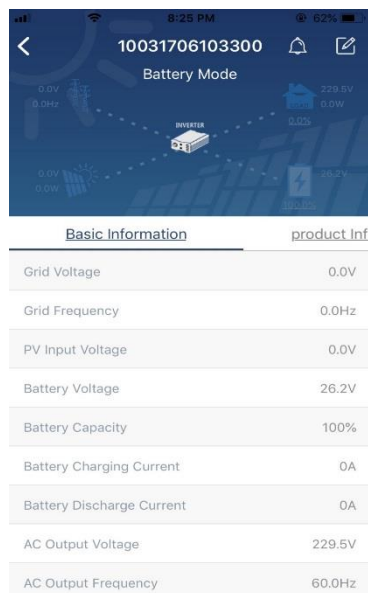 8:25 PM
62%
10031706103300
Battery Mode
0.0V
0.0Hz
229.5V
0.0W
0.0%
INVERTER
0.0V
0.0W
26.2V
100.0%
Basic Information
product Inf
Grid Voltage 0.0V
Grid Frequency 0.0Hz
PV Input Voltage 0.0V
Battery Voltage 26.2V
Battery Capacity 100%
Battery Charging Current 0A
Battery Discharge Current 0A
AC Output Voltage 229.5V
AC Output Frequency 60.0Hz